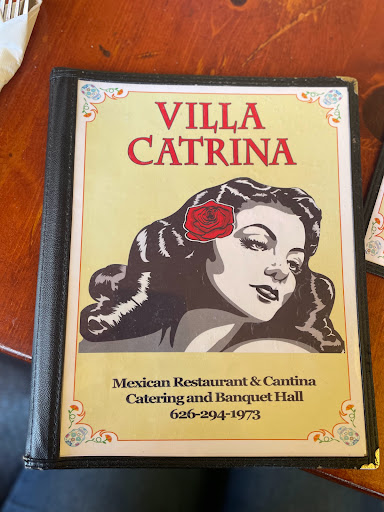 VILLA
CATRINA
Mexican Restaurant & Cantina
Catering and Banquet Hall
626-294-1973